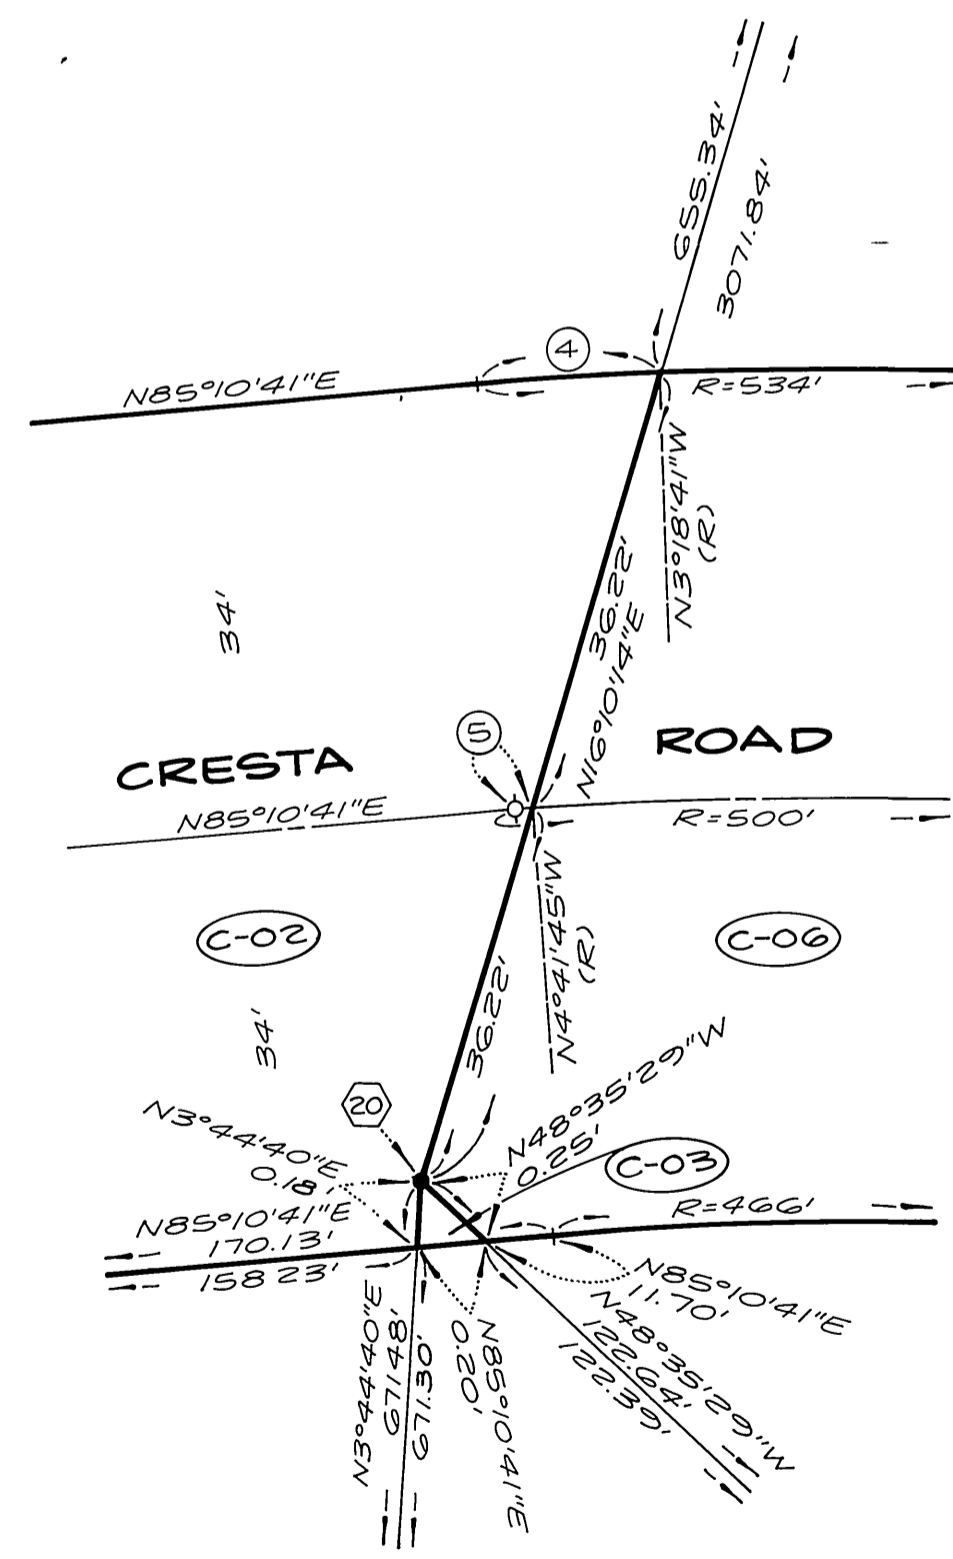 655.34'
3071.84'
4
N85°10'41"E
R=534'
N3°18'41"W
(R)
34'
36.22'
N16°10'14"E
5
CRESTA ROAD
N85°10'41"E
R=500'
N4°41'45"W
(R)
C-02
C-06
34'
36.22'
20
N48°35'29"W
0.25'
N3°44'40"E
0.18'
C-03
N85°10'41"E
170.13'
158 23'
R=466'
N85°10'41"E
11.70'
N3°44'40"E
671.48'
671.30'
N85°10'41"E
0.20'
N48°35'29"W
122.64'
122.39'